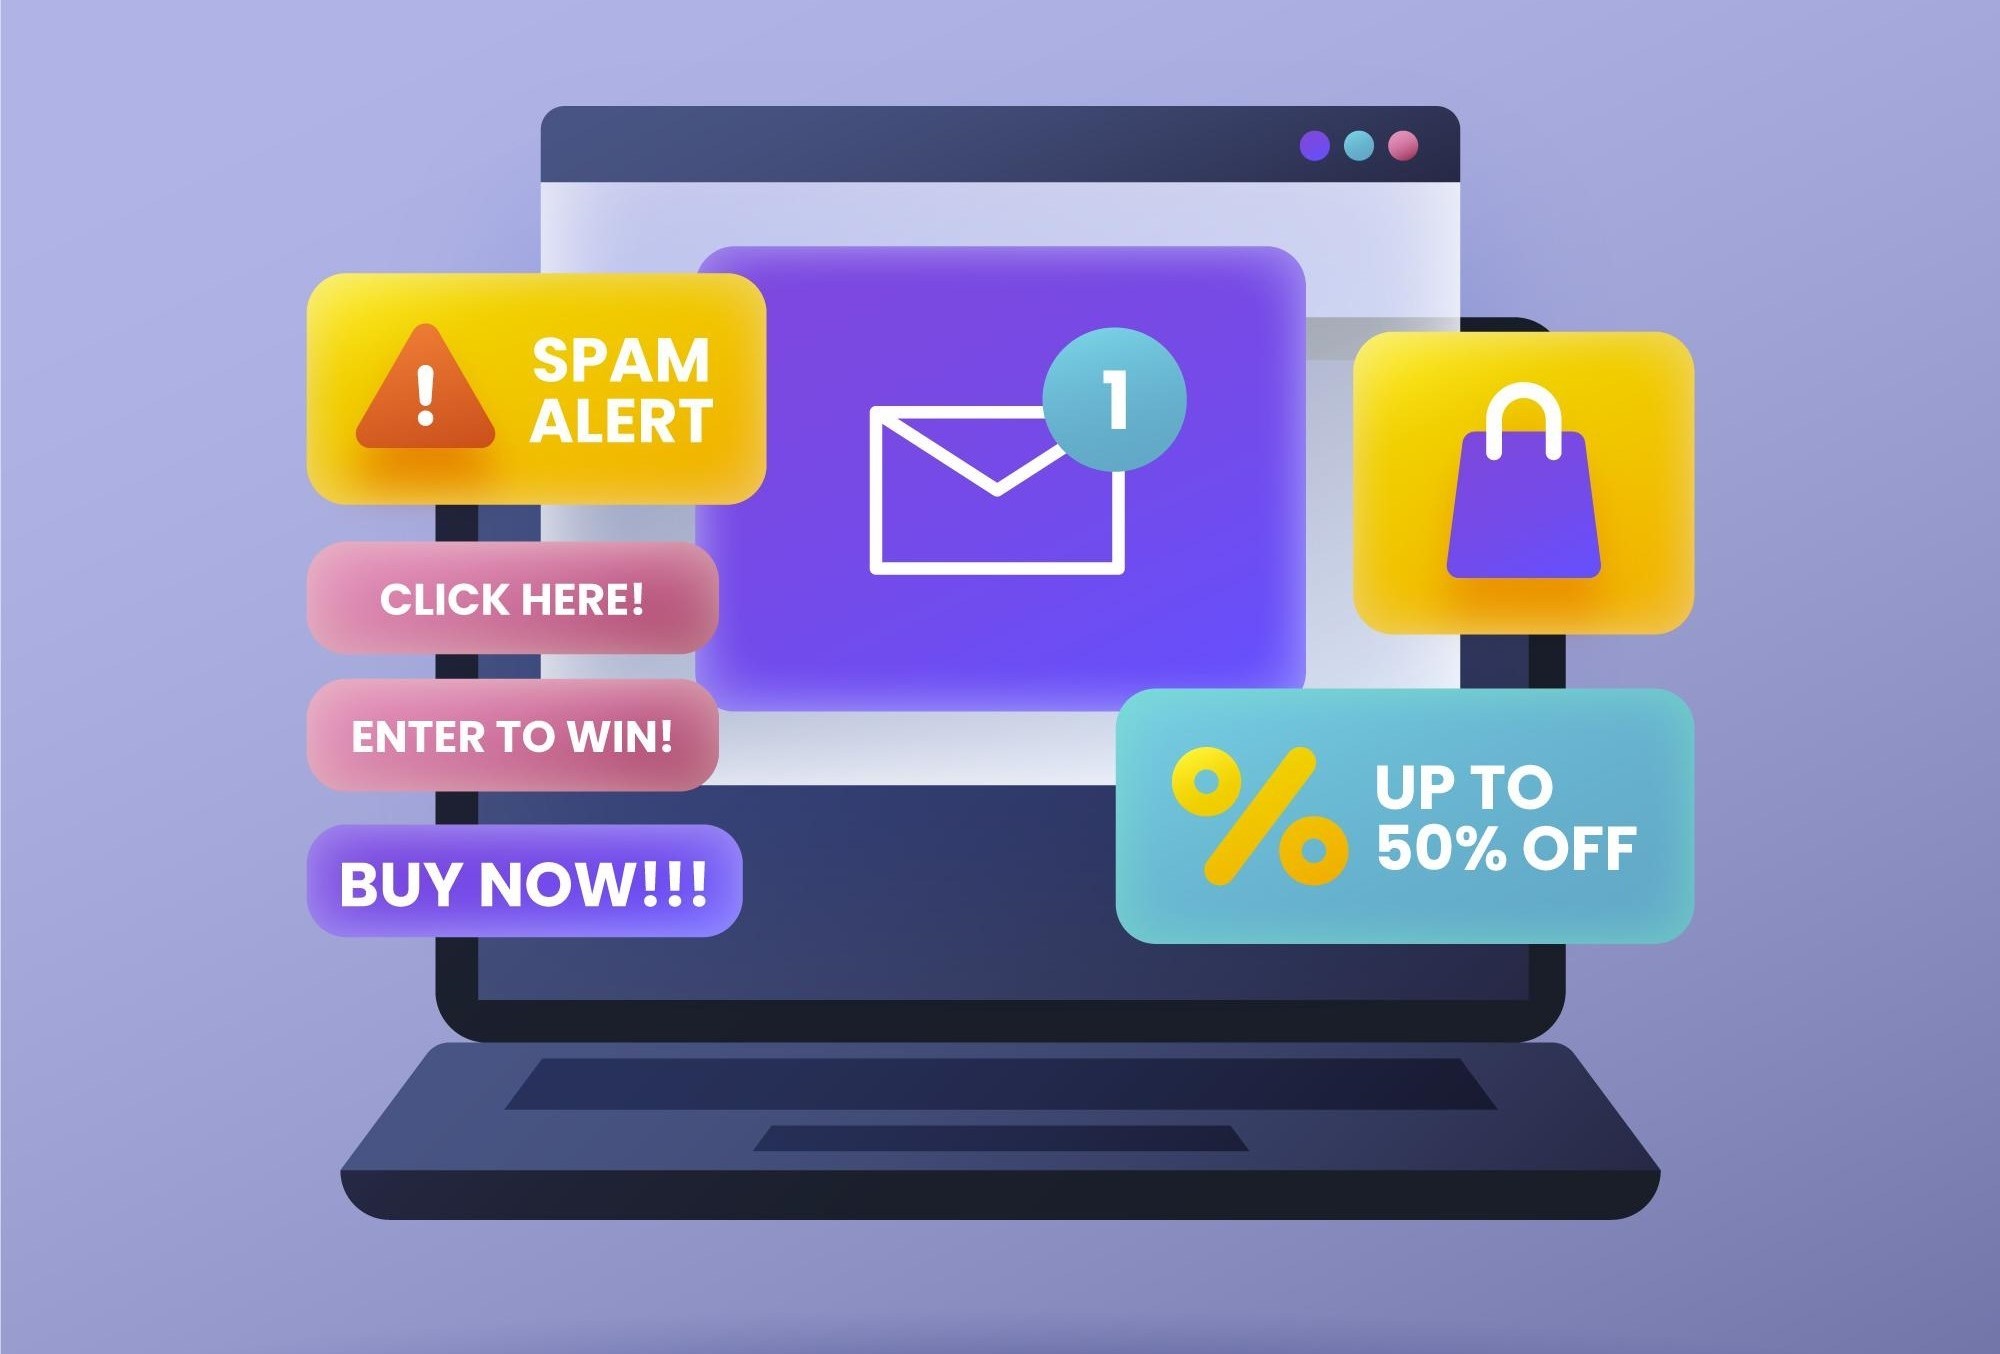 SPAM
ALERT
1
CLICK HERE!
ENTER TO WIN!
BUY NOW!!!
%
UP TO
50% OFF